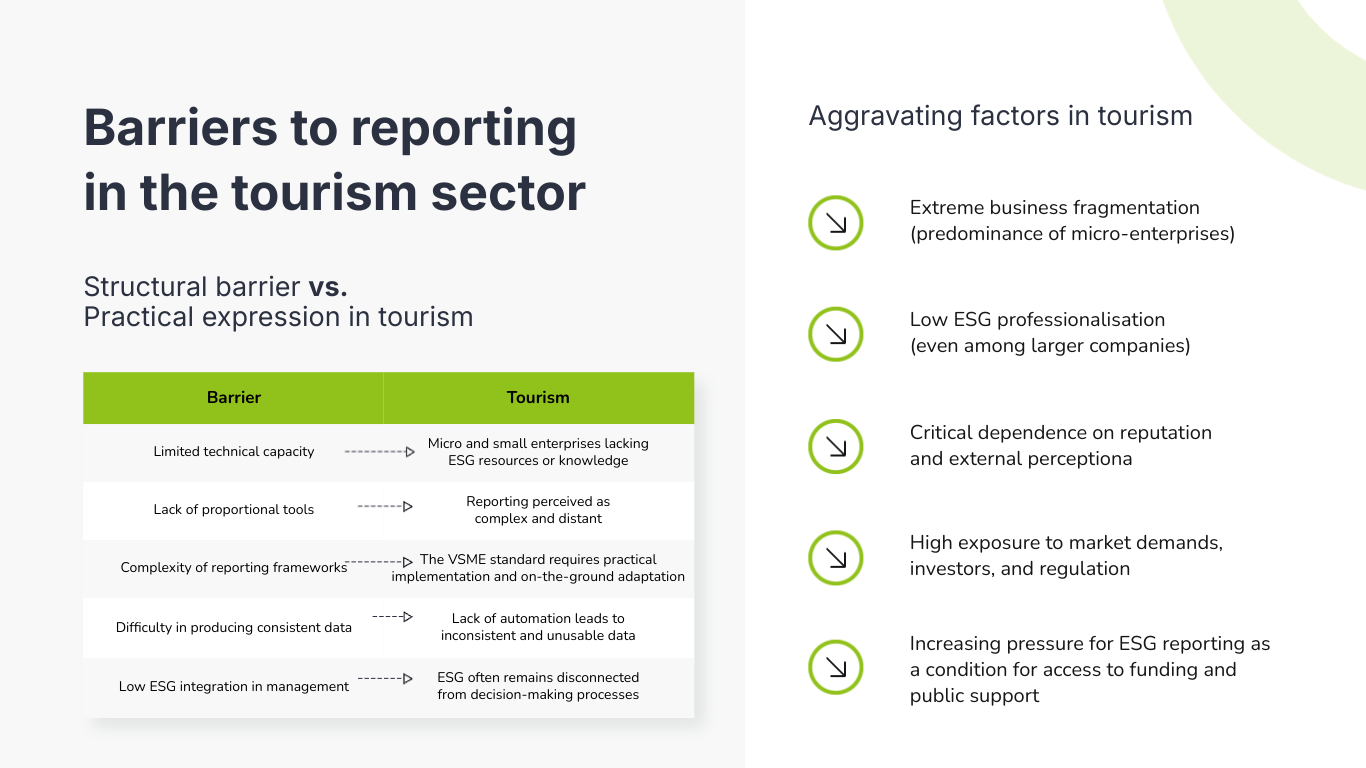 Barriers to reporting
in the tourism sector
Structural barrier vs.
Practical expression in tourism
Barrier
Tourism
Limited technical capacity
Micro and small enterprises lacking
ESG resources or knowledge
Lack of proportional tools
Reporting perceived as
complex and distant
Complexity of reporting frameworks
The VSME standard requires practical
implementation and on-the-ground adaptation
Difficulty in producing consistent data
Lack of automation leads to
inconsistent and unusable data
Low ESG integration in management
ESG often remains disconnected
from decision-making processes
Aggravating factors in tourism
Extreme business fragmentation
(predominance of micro-enterprises)
Low ESG professionalisation
(even among larger companies)
Critical dependence on reputation
and external perceptiona
High exposure to market demands,
investors, and regulation
Increasing pressure for ESG reporting as
a condition for access to funding and
public support